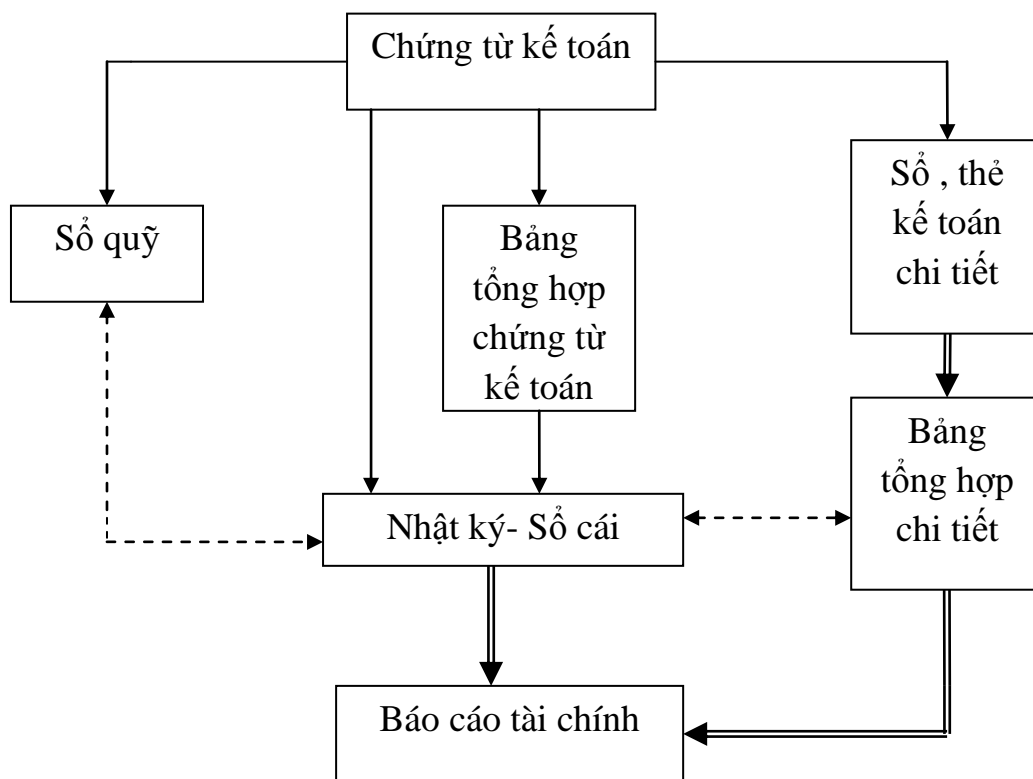 Chứng từ kế toán
Sổ quỹ
Bảng
tổng hợp
chứng từ
kế toán
Sổ , thẻ
kế toán
chi tiết
Bảng
tổng hợp
chi tiết
Nhật ký- Sổ cái
Báo cáo tài chính